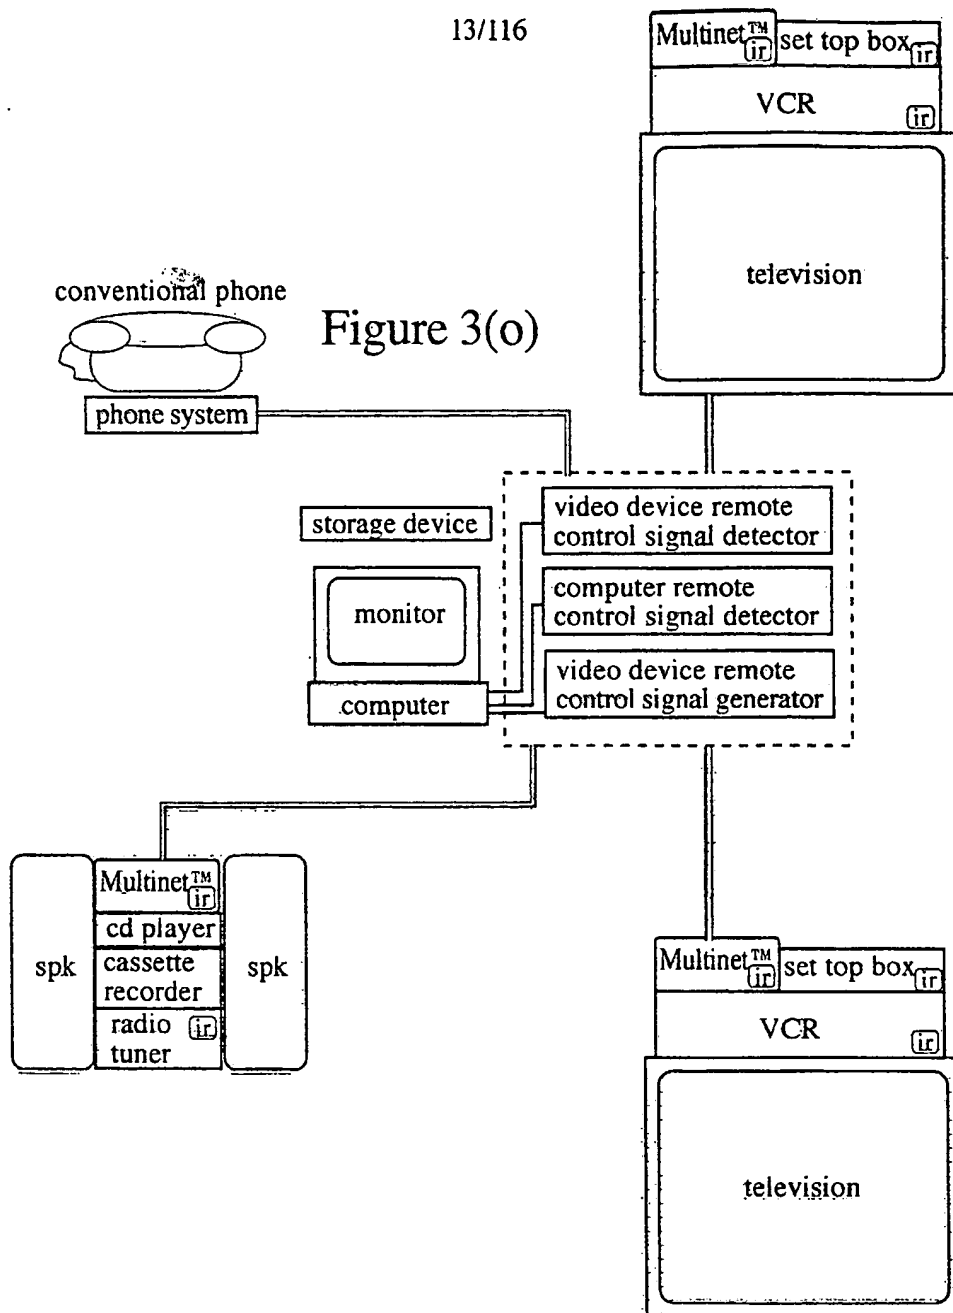 13/116
Multinet™
ir
set top box
ir
VCR
ir
television
conventional phone
Figure 3(o)
phone system
storage device
monitor
computer
video device remote
control signal detector
computer remote
control signal detector
video device remote
control signal generator
spk
Multinet™
ir
cd player
cassette
recorder
radio
ir
tuner
spk
Multinet™
ir
set top box
ir
VCR
ir
television